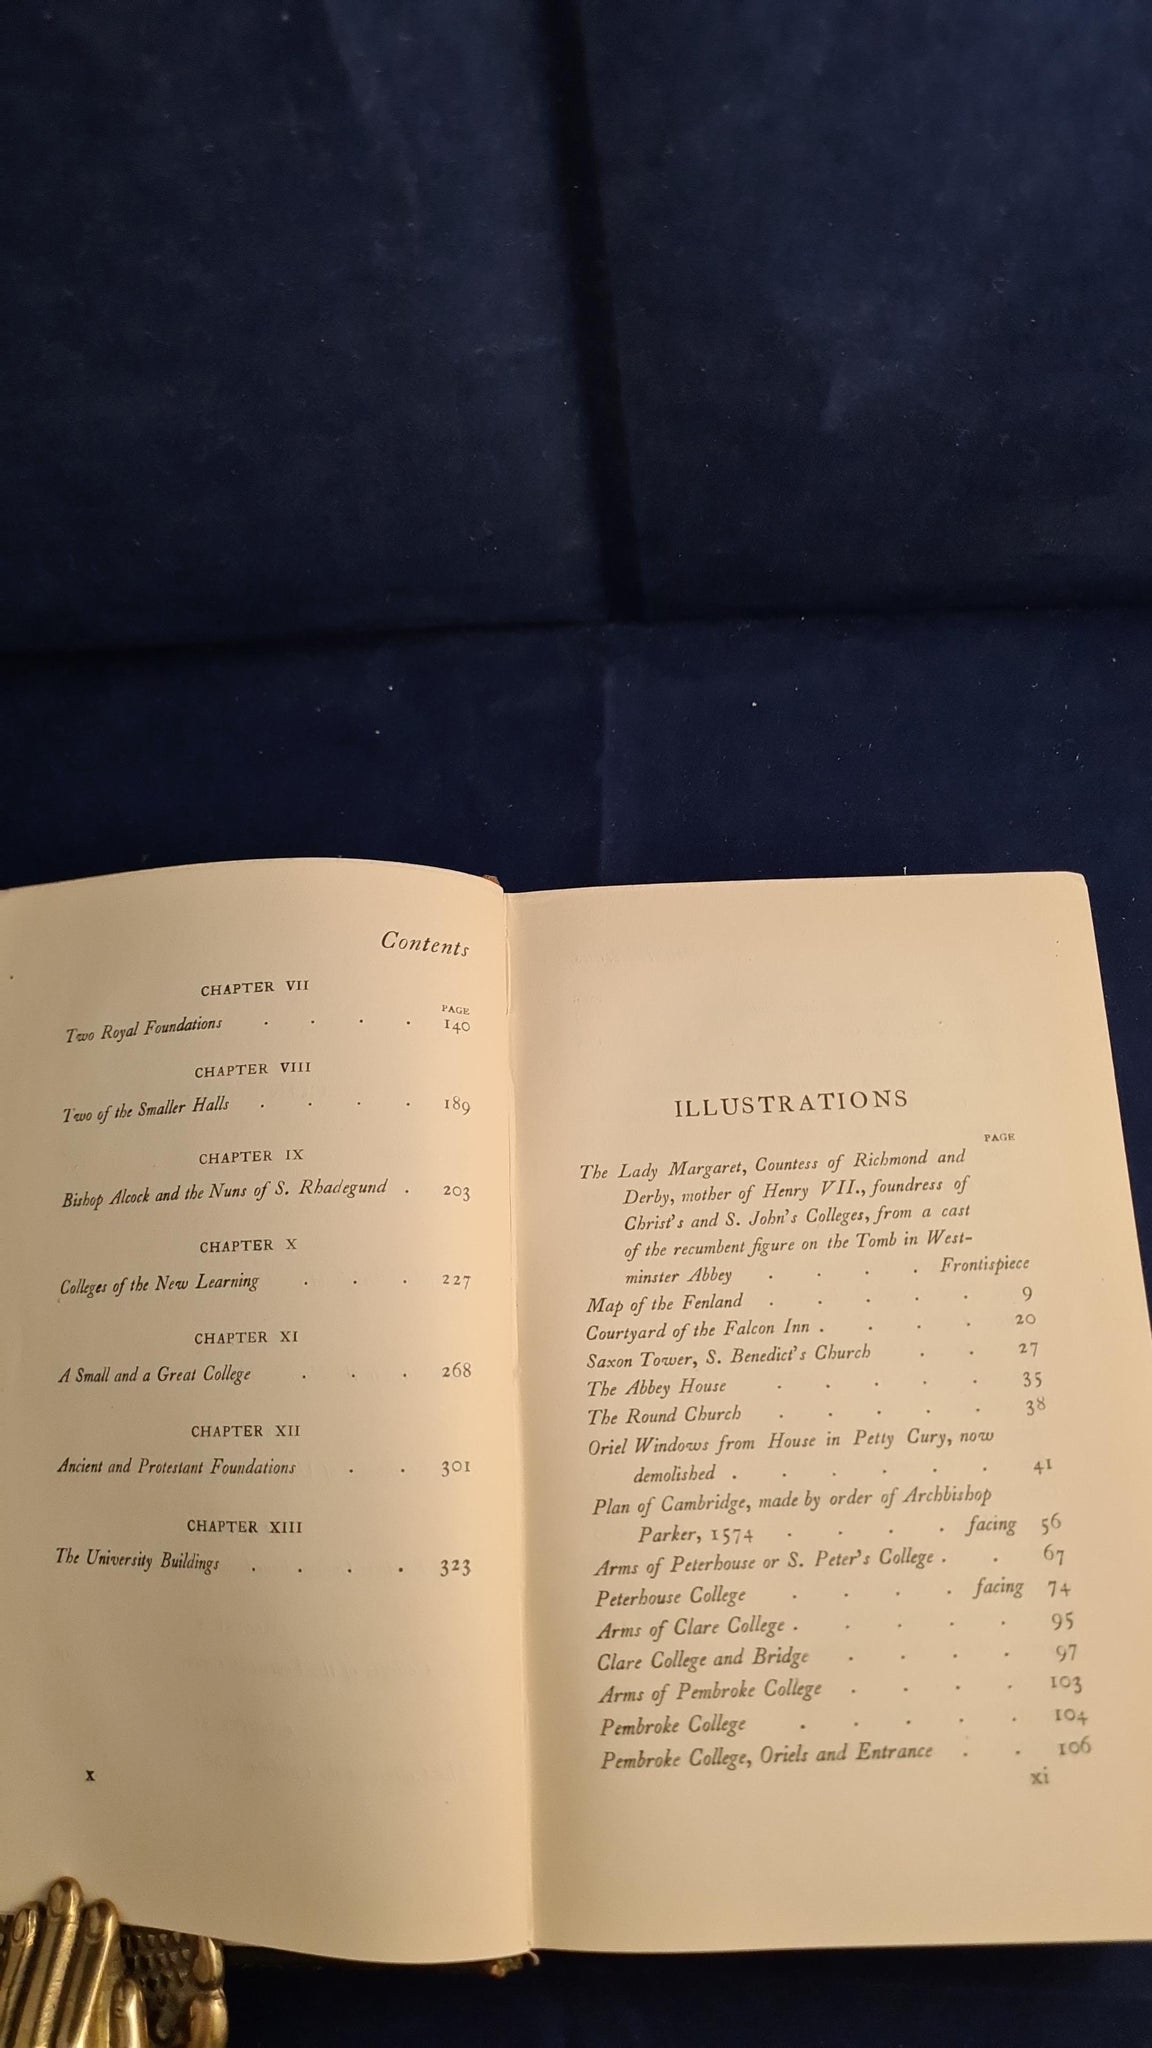 Contents
CHAPTER VII
PAGE
Two Royal Foundations . . . . 140
CHAPTER VIII
Two of the Smaller Halls . . . . 189
CHAPTER IX
Bishop Alcock and the Nuns of S. Rhadegund . 203
CHAPTER X
Colleges of the New Learning . . . 227
CHAPTER XI
A Small and a Great College . . . 268
CHAPTER XII
Ancient and Protestant Foundations . . 301
CHAPTER XIII
The University Buildings . . . . 323
x
ILLUSTRATIONS
PAGE
The Lady Margaret, Countess of Richmond and
Derby, mother of Henry VII., foundress of
Christ's and S. John's Colleges, from a cast
of the recumbent figure on the Tomb in West-
minster Abbey . . . . Frontispiece
Map of the Fenland . . . . . 9
Courtyard of the Falcon Inn . . . . 20
Saxon Tower, S. Benedict's Church . . 27
The Abbey House . . . . . 35
The Round Church . . . . . 38
Oriel Windows from House in Petty Cury, now
demolished . . . . . . 41
Plan of Cambridge, made by order of Archbishop
Parker, 1574 . . . . facing 56
Arms of Peterhouse or S. Peter's College . . 67
Peterhouse College . . . . facing 74
Arms of Clare College . . . . . 95
Clare College and Bridge . . . . 97
Arms of Pembroke College . . . . 103
Pembroke College . . . . . 104
Pembroke College, Oriels and Entrance . . 106
xi